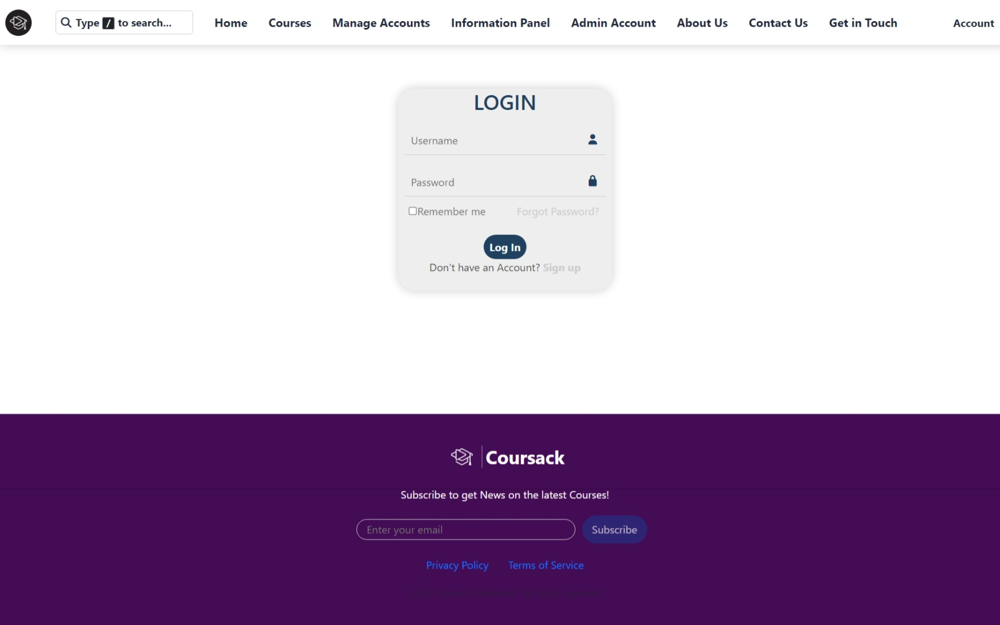 Type / to search...
Home
Courses
Manage Accounts
Information Panel
Admin Account
About Us
Contact Us
Get in Touch
Account
LOGIN
Username
Password
Remember me
Forgot Password?
Log In
Don't have an Account? Sign up
Coursack
Subscribe to get News on the latest Courses!
Enter your email
Subscribe
Privacy Policy
Terms of Service